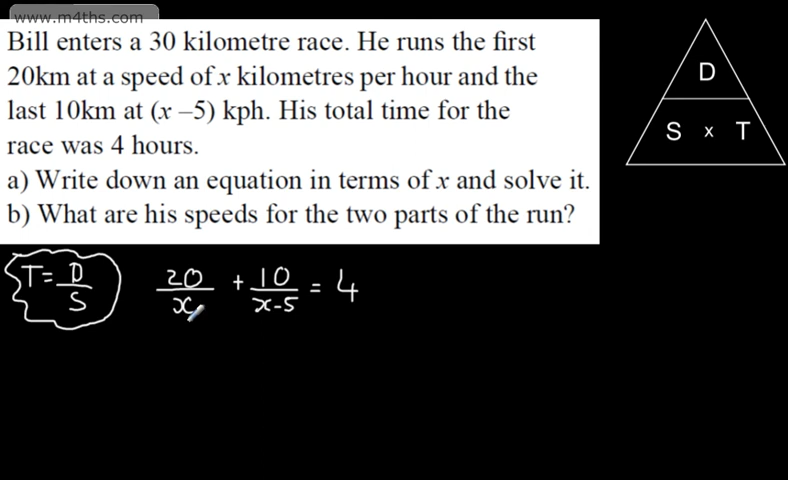 www.m4ths.com
Bill enters a 30 kilometre race. He runs the first
20km at a speed of x kilometres per hour and the
last 10km at (x –5) kph. His total time for the
race was 4 hours.
a) Write down an equation in terms of x and solve it.
b) What are his speeds for the two parts of the run?
D
S x T
T = D/S
20/x + 10/x-5 = 4